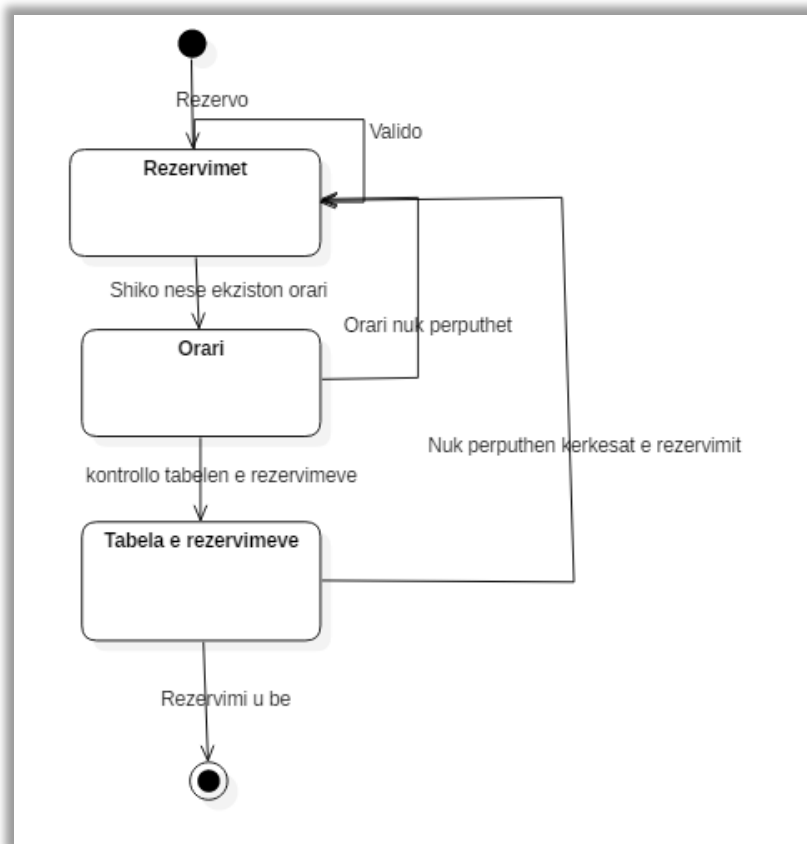 Rezervo
Valido
Rezervimet
Shiko nese ekziston orari
Orari nuk perputhet
Orari
Nuk perputhen kerkesat e rezervimit
kontrollo tabelen e rezervimeve
Tabela e rezervimeve
Rezervimi u be